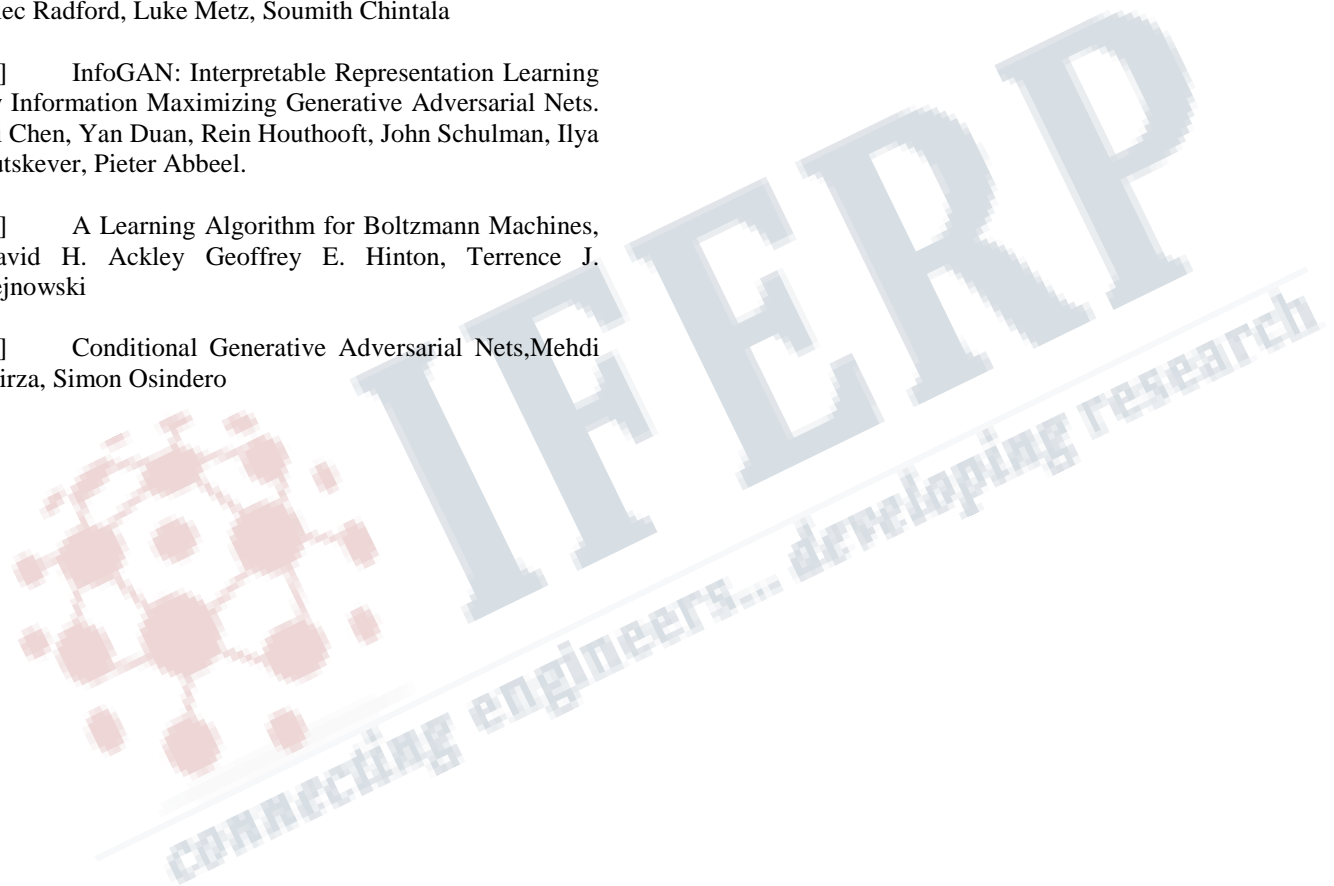 lec Radford, Luke Metz, Soumith Chintala
] InfoGAN: Interpretable Representation Learning
Information Maximizing Generative Adversarial Nets.
Chen, Yan Duan, Rein Houthooft, John Schulman, Ilya
utskever, Pieter Abbeel.
] A Learning Algorithm for Boltzmann Machines,
avid H. Ackley Geoffrey E. Hinton, Terrence J.
ejnowski
] Conditional Generative Adversarial Nets,Mehdi
irza, Simon Osindero
IFERP
connecting engineers... developing research